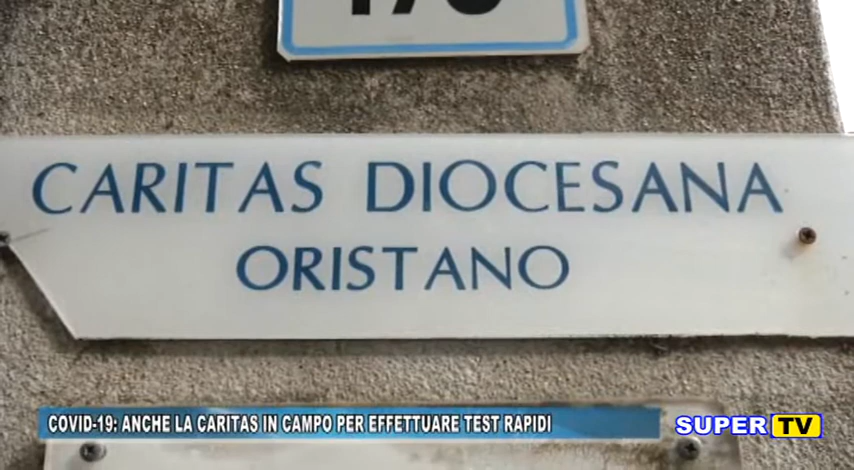 CARITAS DIOCESANA
ORISTANO
COVID-19: ANCHE LA CARITAS IN CAMPO PER EFFETTUARE TEST RAPIDI
SUPER TV